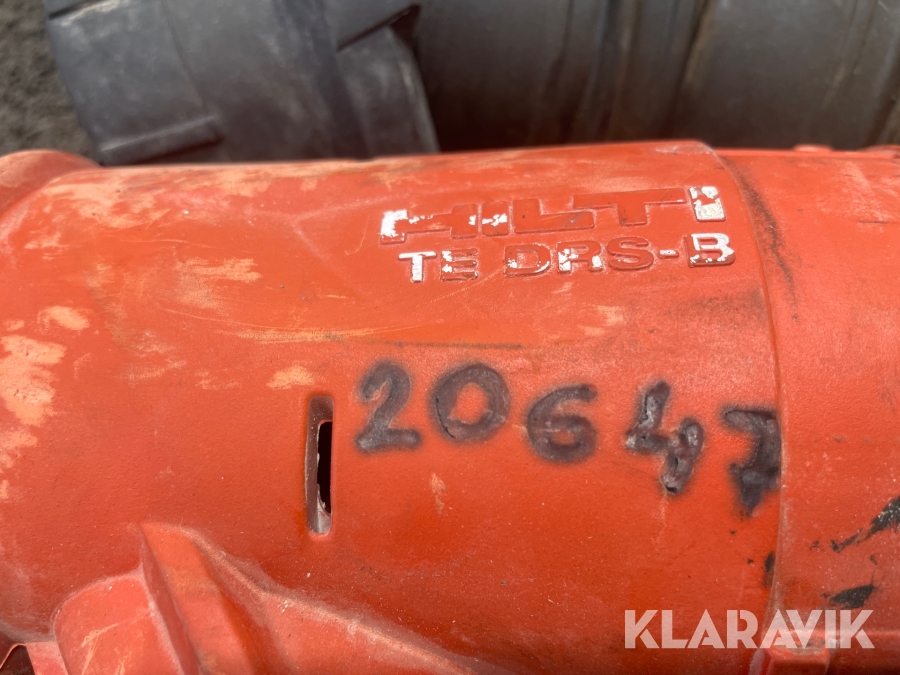 HILTI
TE DRS-B
20647
KLARAVIK